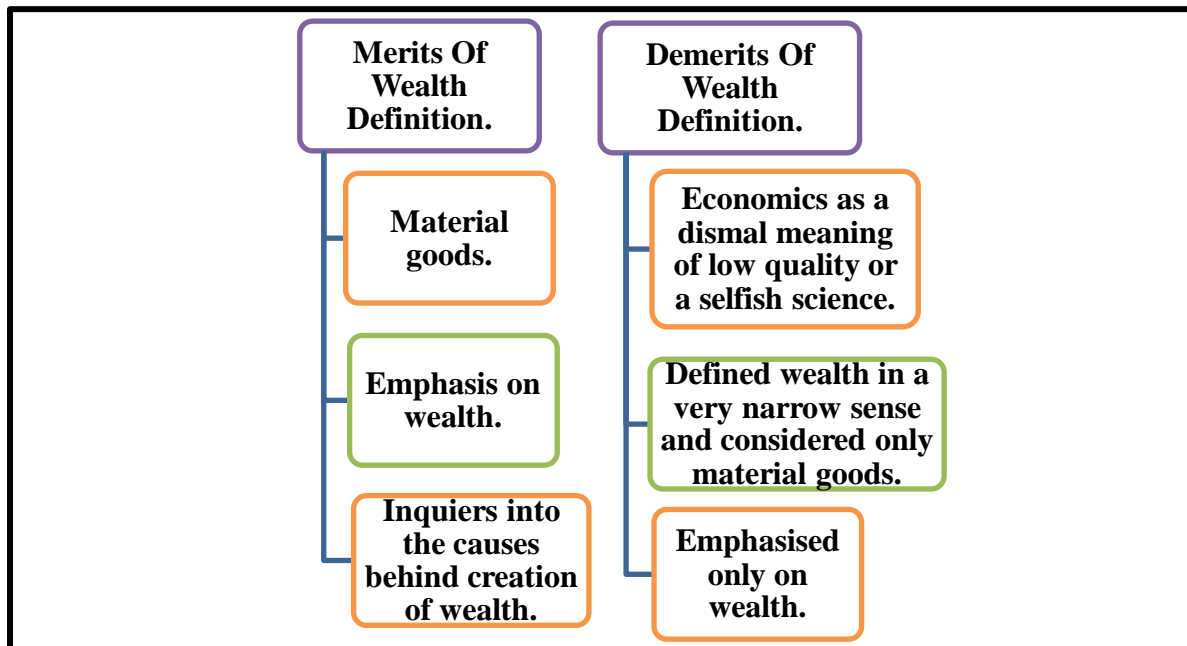 Merits Of
Wealth
Definition.
Material
goods.
Emphasis on
wealth.
Inquiers into
the causes
behind creation
of wealth.
Demerits Of
Wealth
Definition.
Economics as a
dismal meaning
of low quality or
a selfish science.
Defined wealth in a
very narrow sense
and considered only
material goods.
Emphasised
only on
wealth.